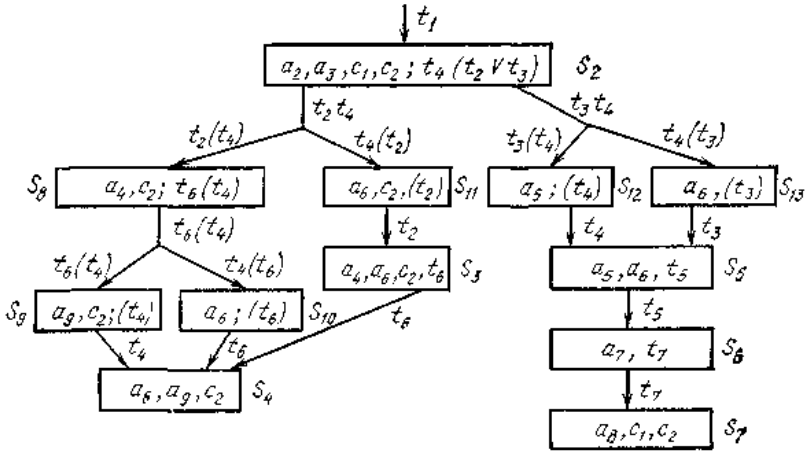 t₁
a₂, a₃, c₁, c₂; t₄ (t₂ V t₃) S₂
t₂ t₄ t₃ t₄
t₂(t₄) t₄(t₂) t₃(t₄) t₄(t₃)
S₈ a₄, c₂; t₆(t₄) a₆, c₂, (t₂) S₁₁ a₅; (t₄) S₁₂ a₆, (t₃) S₁₃
t₆(t₄) t₂ t₄ t₃
t₆(t₄) t₄(t₆) a₄, a₆, c₂, t₆ S₃ a₅, a₆, t₅ S₅
S₉ a₉, c₂; (t₄) a₆; (t₆) S₁₀ t₆ t₅
t₄ t₆ a₇, t₇ S₆
a₆, a₉, c₂ S₄ t₇
a₈, c₁, c₂ S₇